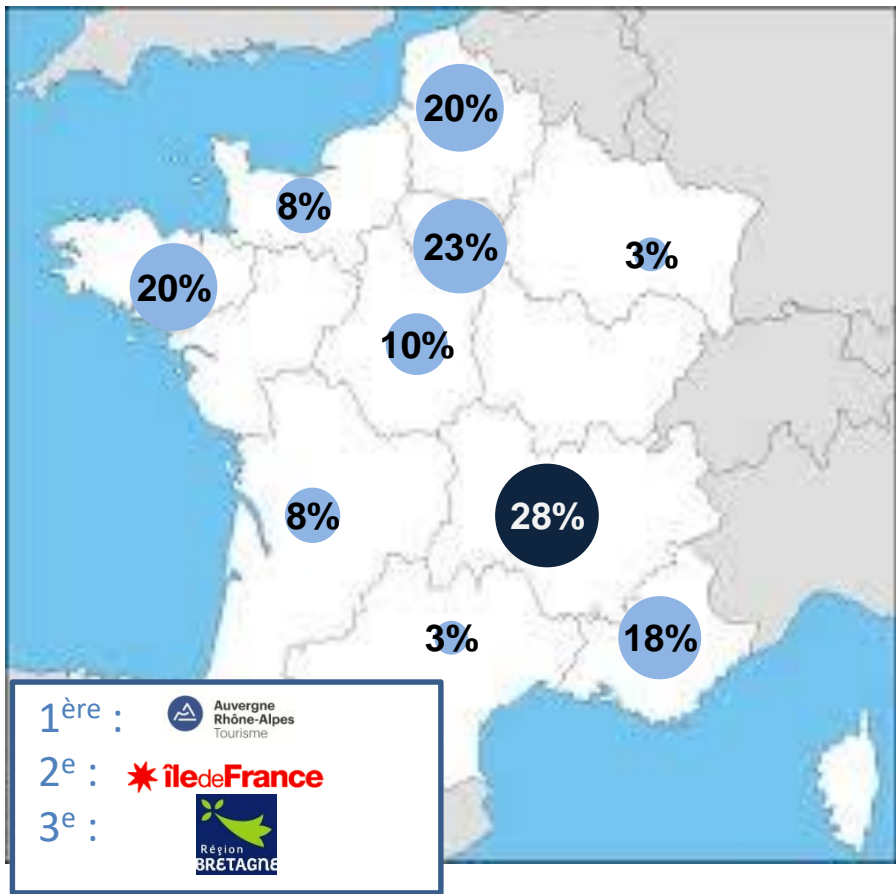 20%
8%
23%
3%
20%
10%
8%
28%
3%
18%
1ère :
Auvergne
Rhône-Alpes
Tourisme
2e :
îledeFrance
3e :
Région
BRETAGNE